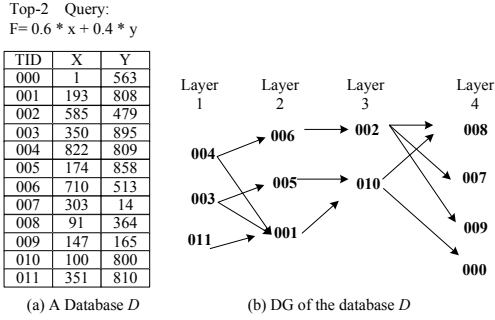 Top-2 Query:
F= 0.6 * x + 0.4 * y
TID X Y
000 1 563
001 193 808
002 585 479
003 350 895
004 822 809
005 174 858
006 710 513
007 303 14
008 91 364
009 147 165
010 100 800
011 351 810
(a) A Database D
Layer 1
Layer 2
Layer 3
Layer 4
004
003
011
006
005
001
002
010
008
007
009
000
(b) DG of the database D